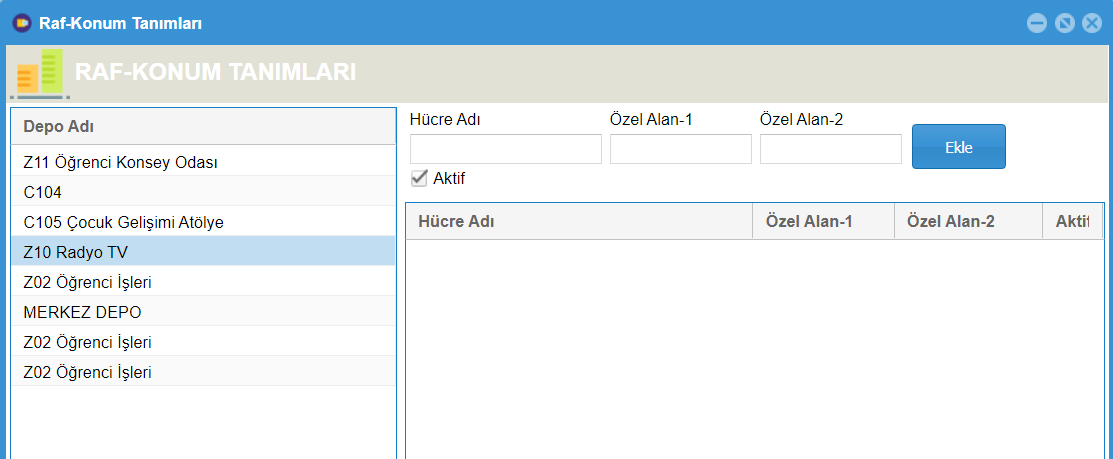 Raf-Konum Tanımları
RAF-KONUM TANIMLARI
Depo Adı
Z11 Öğrenci Konsey Odası
C104
C105 Çocuk Gelişimi Atölye
Z10 Radyo TV
Z02 Öğrenci İşleri
MERKEZ DEPO
Z02 Öğrenci İşleri
Z02 Öğrenci İşleri
Hücre Adı Özel Alan-1 Özel Alan-2
Ekle
Aktif
Hücre Adı Özel Alan-1 Özel Alan-2 Aktif